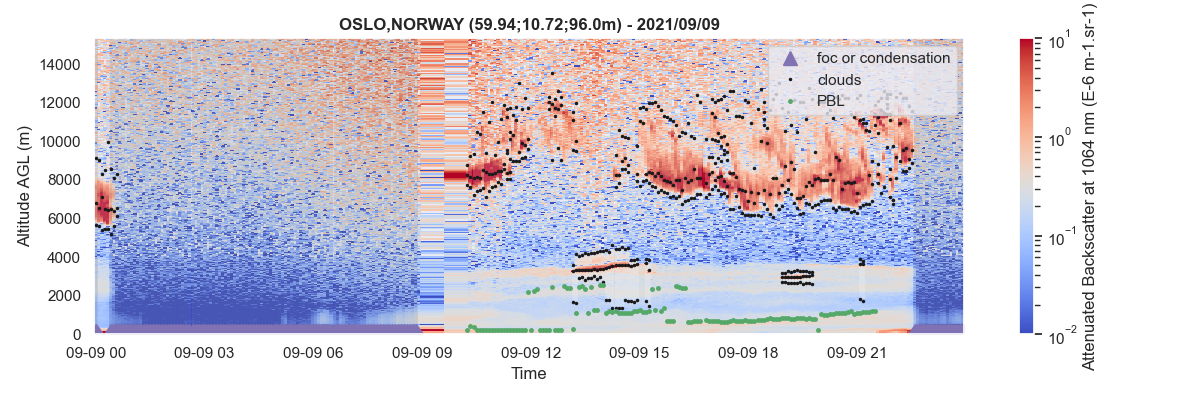 OSLO,NORWAY (59.94;10.72;96.0m) - 2021/09/09
Altitude AGL (m)
14000
12000
10000
8000
6000
4000
2000
0
foc or condensation
clouds
PBL
09-09 00
09-09 03
09-09 06
09-09 09
09-09 12
09-09 15
09-09 18
09-09 21
Time
10^1
10^0
10^−1
10^−2
Attenuated Backscatter at 1064 nm (E-6 m-1.sr-1)